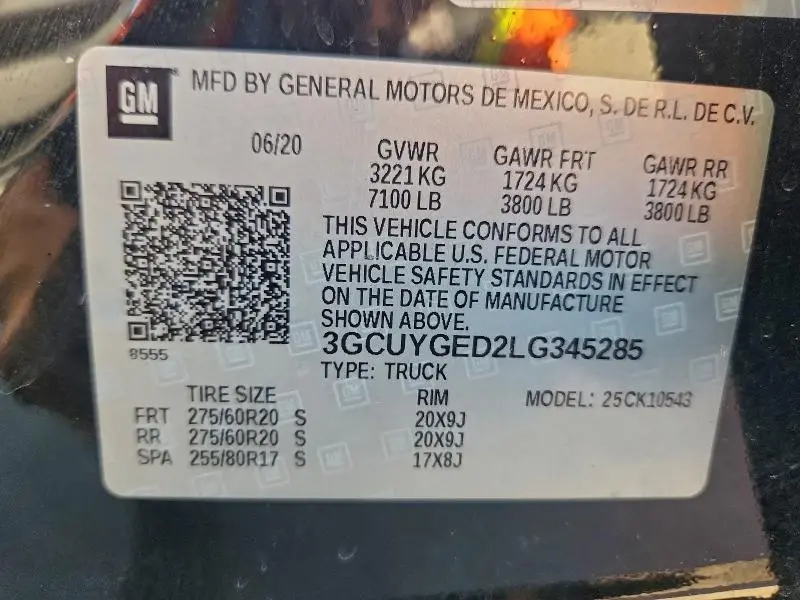 GM
MFD BY GENERAL MOTORS DE MEXICO, S. DE R.L. DE C.V.
06/20 GVWR GAWR FRT GAWR RR
3221 KG 1724 KG 1724 KG
7100 LB 3800 LB 3800 LB
THIS VEHICLE CONFORMS TO ALL
APPLICABLE U.S. FEDERAL MOTOR
VEHICLE SAFETY STANDARDS IN EFFECT
ON THE DATE OF MANUFACTURE
SHOWN ABOVE.
8555
3GCUYGED2LG345285
TYPE: TRUCK
TIRE SIZE RIM MODEL: 25CK10543
FRT 275/60R20 S 20X9J
RR 275/60R20 S 20X9J
SPA 255/80R17 S 17X8J